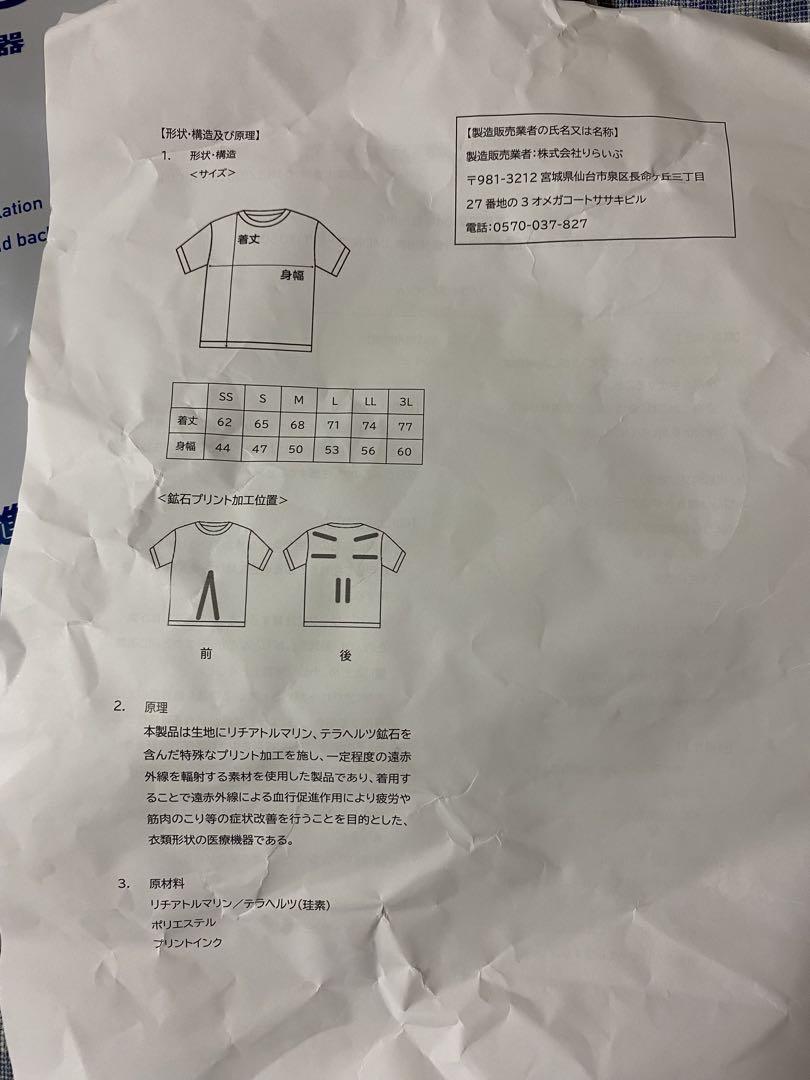 器
ation
d bac
進
【形状・構造及び原理】
1. 形状・構造
＜サイズ＞
着丈
身幅
SS S M L LL 3L
着丈 62 65 68 71 74 77
身幅 44 47 50 53 56 60
＜鉱石プリント加工位置＞
前 後
2. 原理
本製品は生地にリチアトルマリン、テラヘルツ鉱石を
含んだ特殊なプリント加工を施し、一定程度の遠赤
外線を輻射する素材を使用した製品であり、着用す
ることで遠赤外線による血行促進作用により疲労や
筋肉のこり等の症状改善を行うことを目的とした、
衣類形状の医療機器である。
3. 原材料
リチアトルマリン／テラヘルツ(珪素)
ポリエステル
プリントインク
【製造販売業者の氏名又は名称】
製造販売業者：株式会社りらいぶ
〒981-3212 宮城県仙台市泉区長命ヶ丘三丁目
27 番地の 3 オメガコートササキビル
電話：0570-037-827